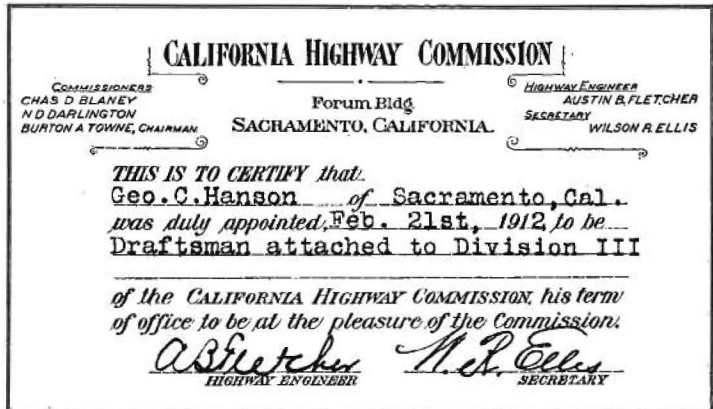 CALIFORNIA HIGHWAY COMMISSION
COMMISSIONERS
CHAS D BLANEY
N D DARLINGTON
BURTON A TOWNE, CHAIRMAN
Forum Bldg.
SACRAMENTO, CALIFORNIA.
HIGHWAY ENGINEER
AUSTIN B. FLETCHER
SECRETARY
WILSON R. ELLIS
THIS IS TO CERTIFY that
Geo.C.Hanson of Sacramento,Cal.
was duly appointed, Feb. 21st, 1912, to be
Draftsman attached to Division III
of the CALIFORNIA HIGHWAY COMMISSION, his term
of office to be at the pleasure of the Commission.
A B Fletcher W. R. Ellis
HIGHWAY ENGINEER SECRETARY